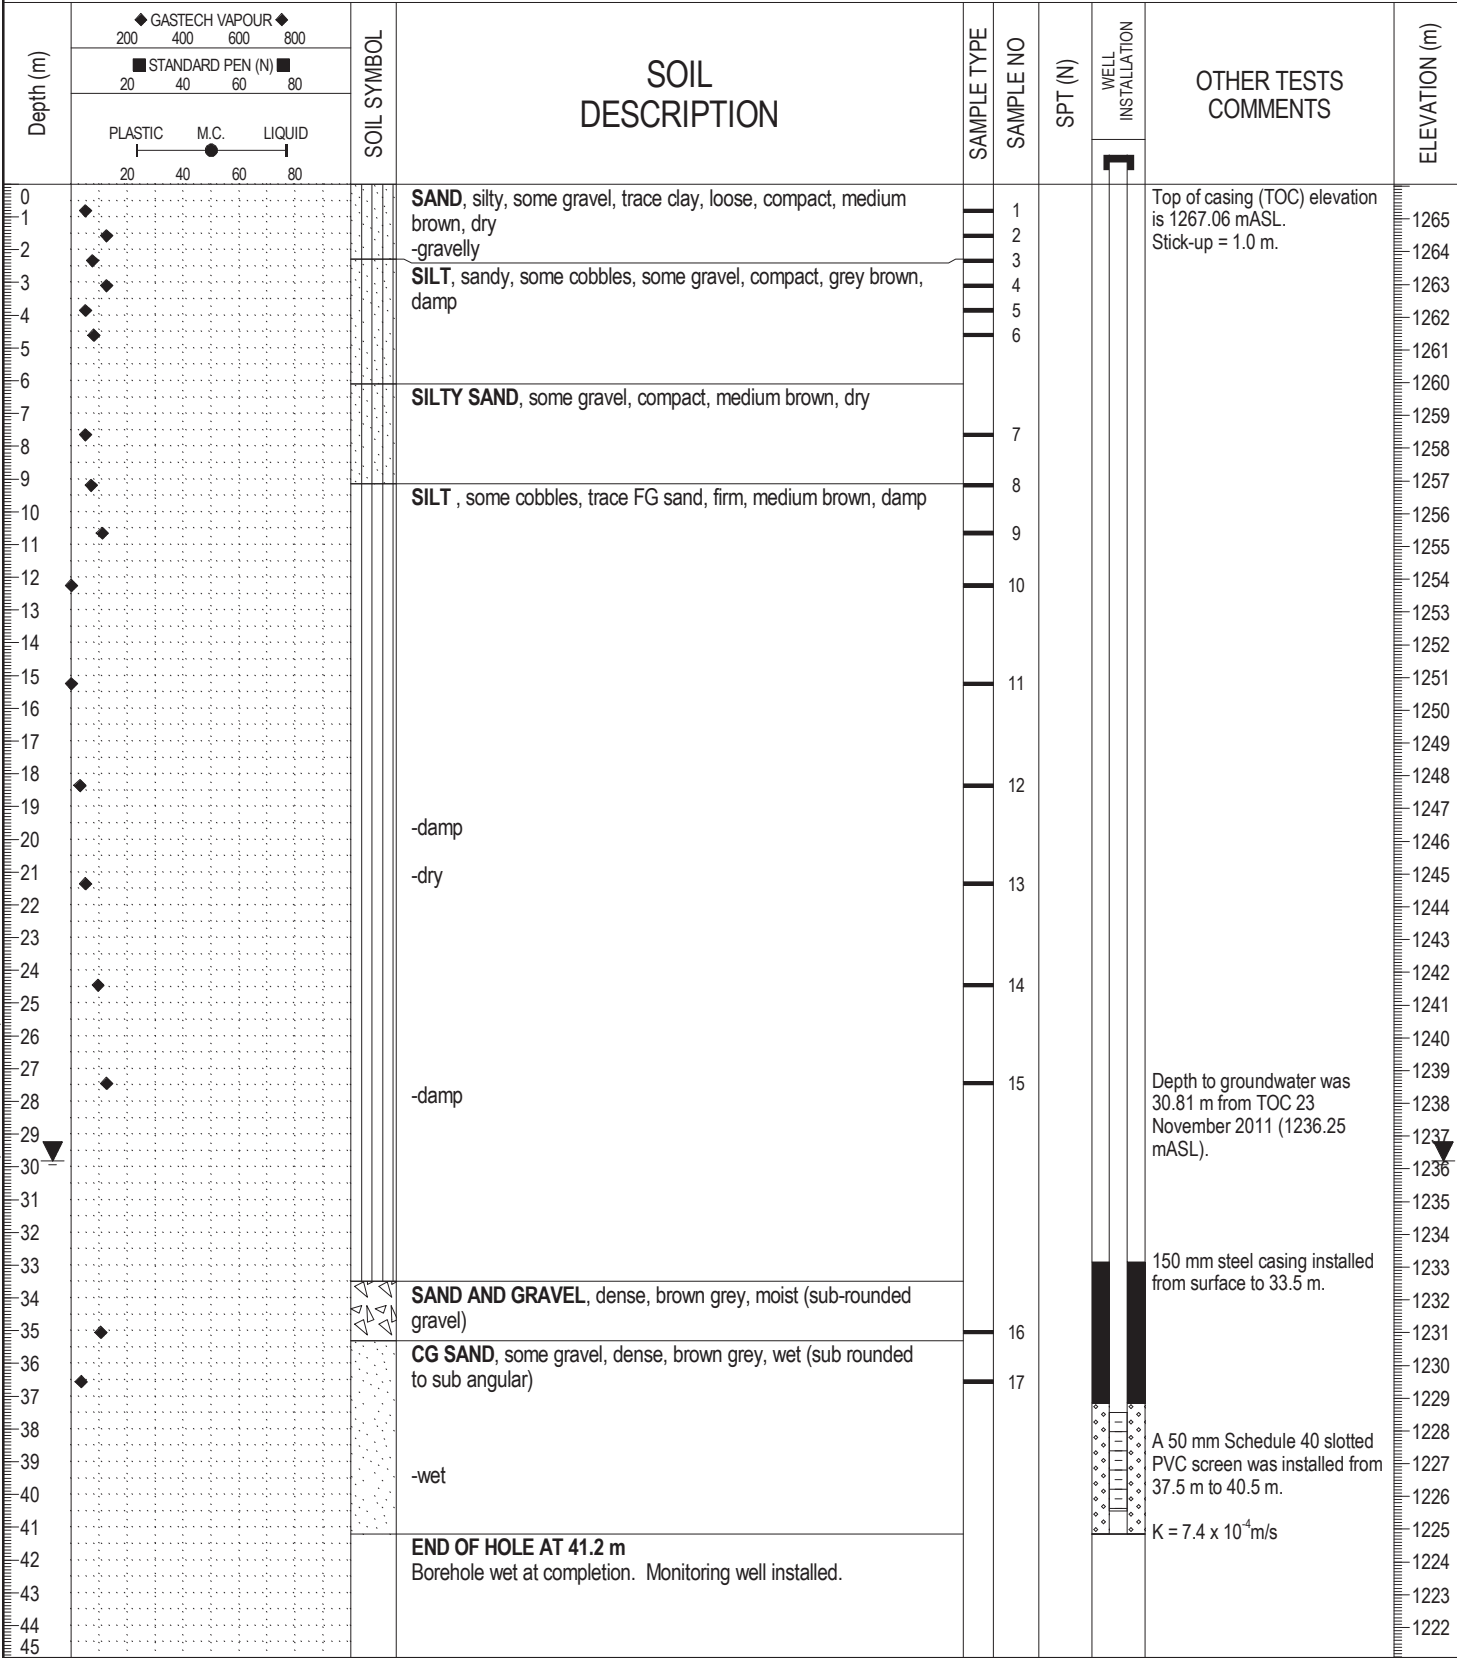 Depth (m)
◆ GASTECH VAPOUR ◆
200 400 600 800
■ STANDARD PEN (N) ■
20 40 60 80
PLASTIC M.C. LIQUID
20 40 60 80
SOIL SYMBOL
SOIL
DESCRIPTION
SAMPLE TYPE
SAMPLE NO
SPT (N)
WELL
INSTALLATION
OTHER TESTS
COMMENTS
ELEVATION (m)
0
1
2
3
4
5
6
7
8
9
10
11
12
13
14
15
16
17
18
19
20
21
22
23
24
25
26
27
28
29
30
31
32
33
34
35
36
37
38
39
40
41
42
43
44
45
SAND, silty, some gravel, trace clay, loose, compact, medium
brown, dry
-gravelly
SILT, sandy, some cobbles, some gravel, compact, grey brown,
damp
SILTY SAND, some gravel, compact, medium brown, dry
SILT , some cobbles, trace FG sand, firm, medium brown, damp
-damp
-dry
-damp
SAND AND GRAVEL, dense, brown grey, moist (sub-rounded
gravel)
CG SAND, some gravel, dense, brown grey, wet (sub rounded
to sub angular)
-wet
END OF HOLE AT 41.2 m
Borehole wet at completion. Monitoring well installed.
1
2
3
4
5
6
7
8
9
10
11
12
13
14
15
16
17
Top of casing (TOC) elevation
is 1267.06 mASL.
Stick-up = 1.0 m.
Depth to groundwater was
30.81 m from TOC 23
November 2011 (1236.25
mASL).
150 mm steel casing installed
from surface to 33.5 m.
A 50 mm Schedule 40 slotted
PVC screen was installed from
37.5 m to 40.5 m.
K = 7.4 x 10⁻⁴m/s
1265
1264
1263
1262
1261
1260
1259
1258
1257
1256
1255
1254
1253
1252
1251
1250
1249
1248
1247
1246
1245
1244
1243
1242
1241
1240
1239
1238
1237
1236
1235
1234
1233
1232
1231
1230
1229
1228
1227
1226
1225
1224
1223
1222